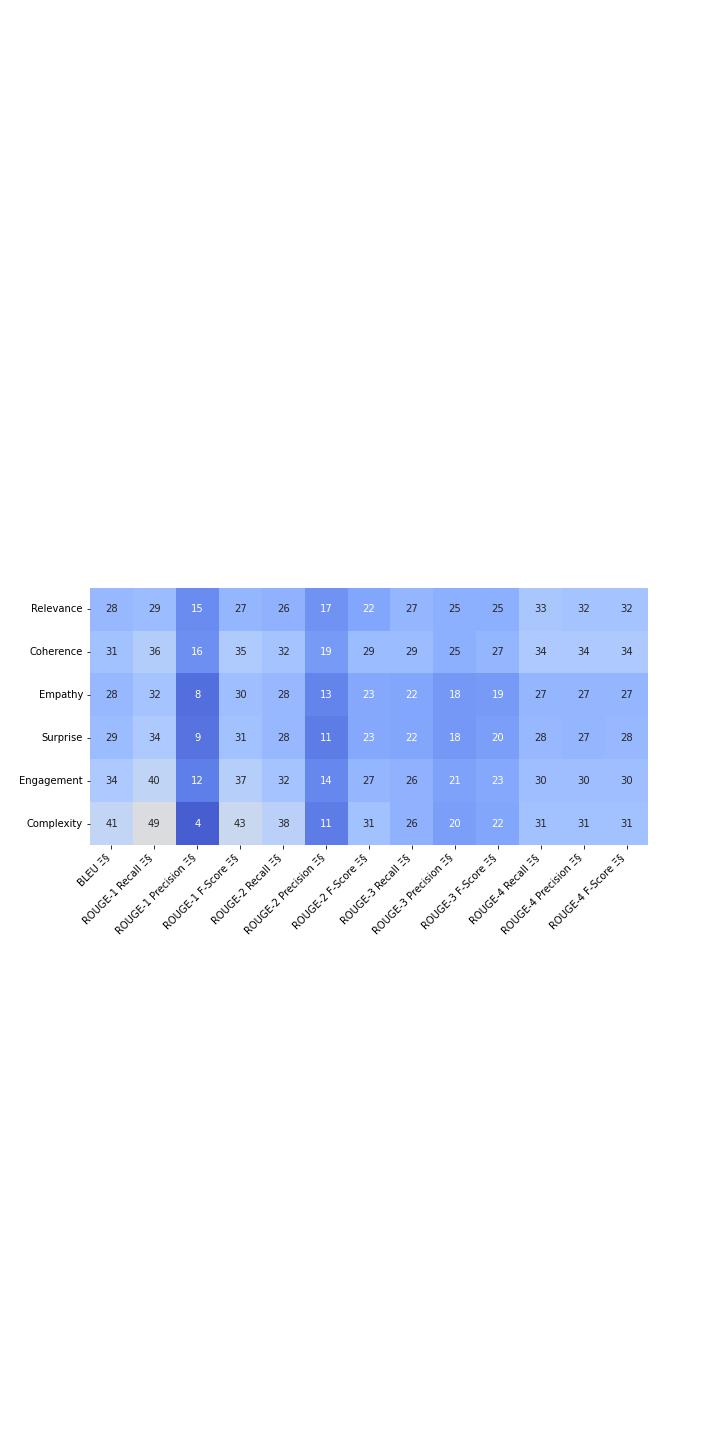 Relevance 28 29 15 27 26 17 22 27 25 25 33 32 32
Coherence 31 36 16 35 32 19 29 29 25 27 34 34 34
Empathy 28 32 8 30 28 13 23 22 18 19 27 27 27
Surprise 29 34 9 31 28 11 23 22 18 20 28 27 28
Engagement 34 40 12 37 32 14 27 26 21 23 30 30 30
Complexity 41 49 4 43 38 11 31 26 20 22 31 31 31
BLEU
ROUGE-1 Recall
ROUGE-1 Precision
ROUGE-1 F-Score
ROUGE-2 Recall
ROUGE-2 Precision
ROUGE-2 F-Score
ROUGE-3 Recall
ROUGE-3 Precision
ROUGE-3 F-Score
ROUGE-4 Recall
ROUGE-4 Precision
ROUGE-4 F-Score